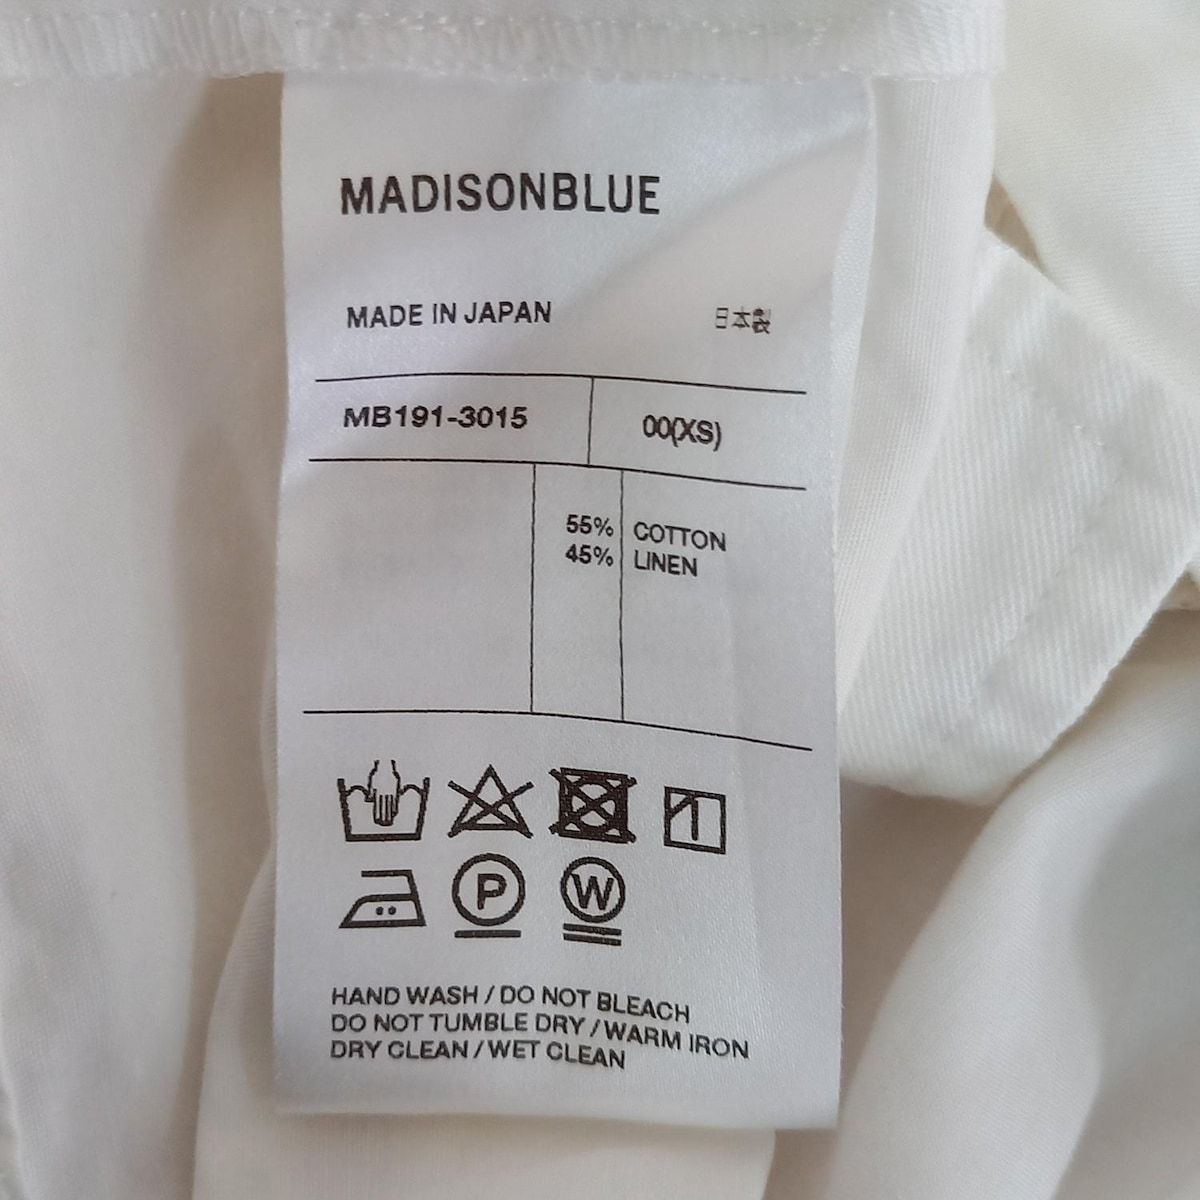 MADISONBLUE
MADE IN JAPAN 日本製
MB191-3015 00(XS)
55% COTTON
45% LINEN
P W
HAND WASH / DO NOT BLEACH
DO NOT TUMBLE DRY / WARM IRON
DRY CLEAN / WET CLEAN